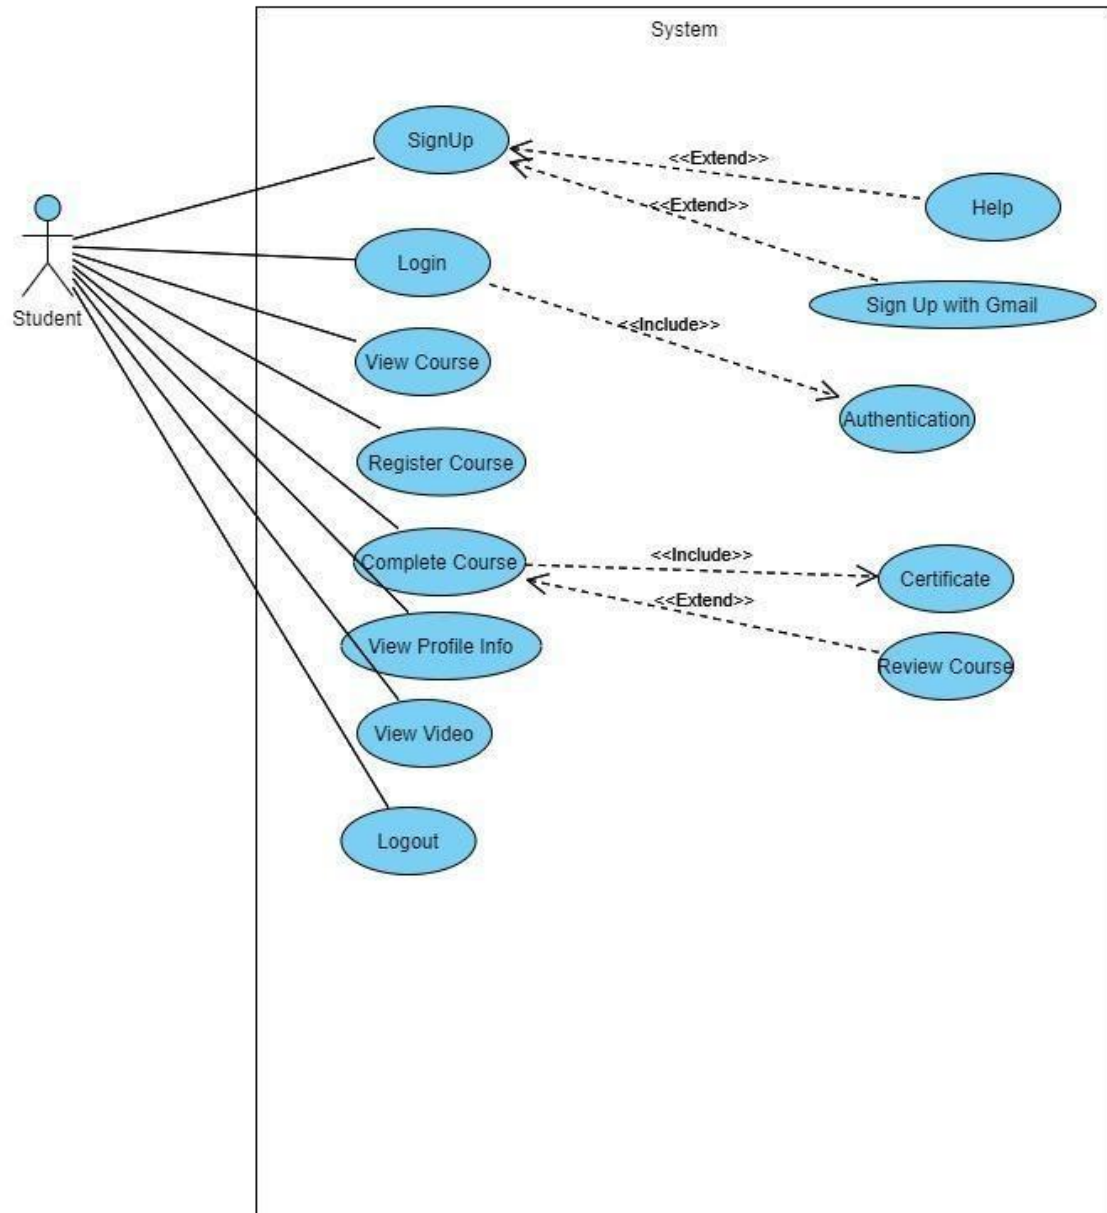 System
SignUp
<<Extend>>
Help
<<Extend>>
Login
Sign Up with Gmail
Student
<<Include>>
View Course
Authentication
Register Course
<<Include>>
Complete Course
Certificate
<<Extend>>
View Profile Info
Review Course
View Video
Logout